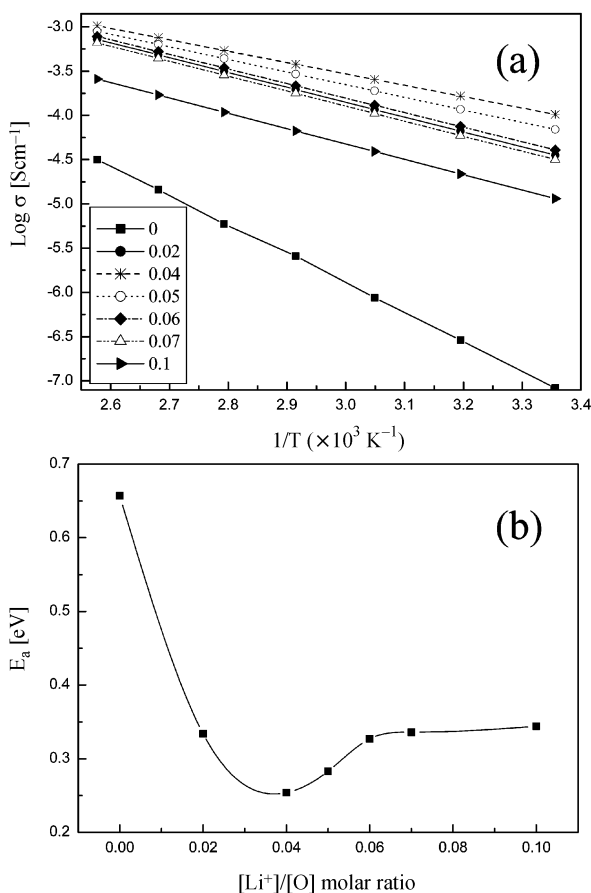 -3.0
(a)
-3.5
-4.0
-4.5
-5.0
-5.5
-6.0
-6.5
-7.0
Log σ [Scm⁻¹]
0
0.02
0.04
0.05
0.06
0.07
0.1
2.6 2.7 2.8 2.9 3.0 3.1 3.2 3.3 3.4
1/T (×10³ K⁻¹)
0.7
(b)
0.6
0.5
0.4
0.3
0.2
Eₐ [eV]
0.00 0.02 0.04 0.06 0.08 0.10
[Li⁺]/[O] molar ratio